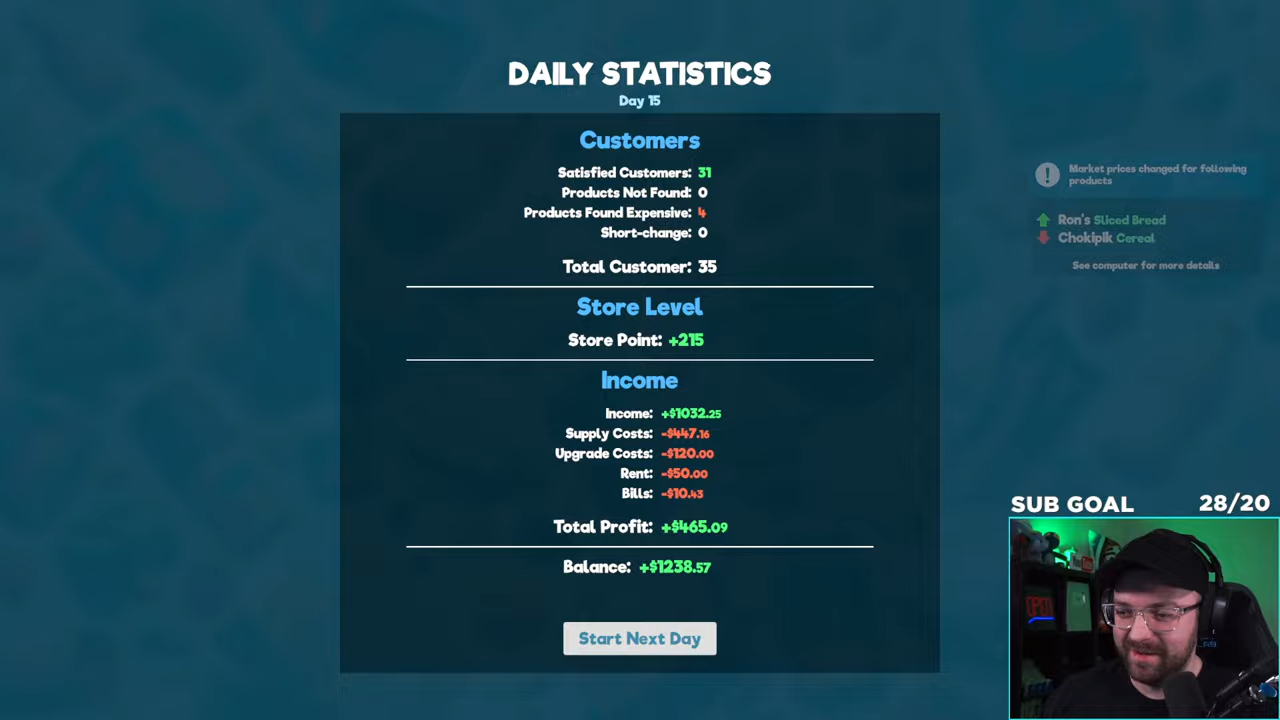 DAILY STATISTICS
Day 15
Customers
Satisfied Customers: 31
Products Not Found: 0
Products Found Expensive: 4
Short-change: 0
Total Customer: 35
Store Level
Store Point: +215
Income
Income: +$1032.25
Supply Costs: -$447.16
Upgrade Costs: -$120.00
Rent: -$50.00
Bills: -$10.43
Total Profit: +$465.09
Balance: +$1238.57
Start Next Day
! Market prices changed for following
products
Ron's Sliced Bread
Chokipik Cereal
See computer for more details
SUB GOAL 28/20
OPEN